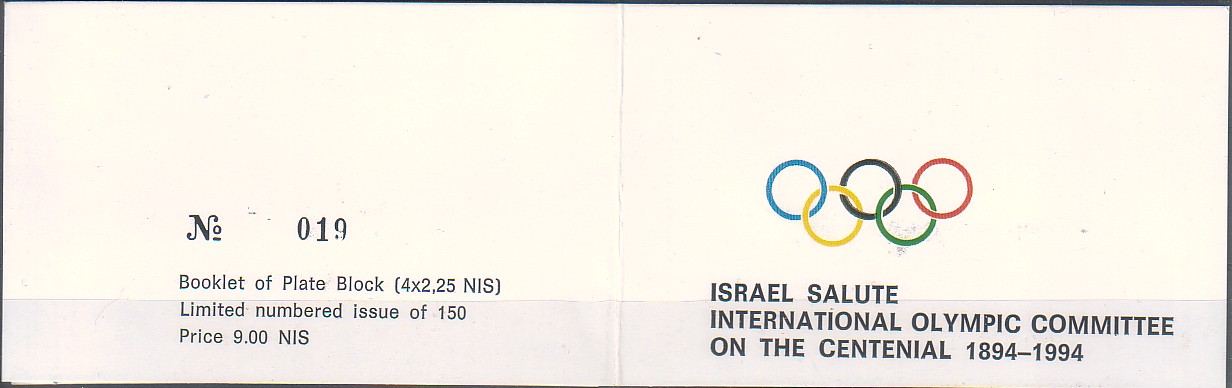 № 019
Booklet of Plate Block (4x2,25 NIS)
Limited numbered issue of 150
Price 9.00 NIS
ISRAEL SALUTE
INTERNATIONAL OLYMPIC COMMITTEE
ON THE CENTENIAL 1894–1994